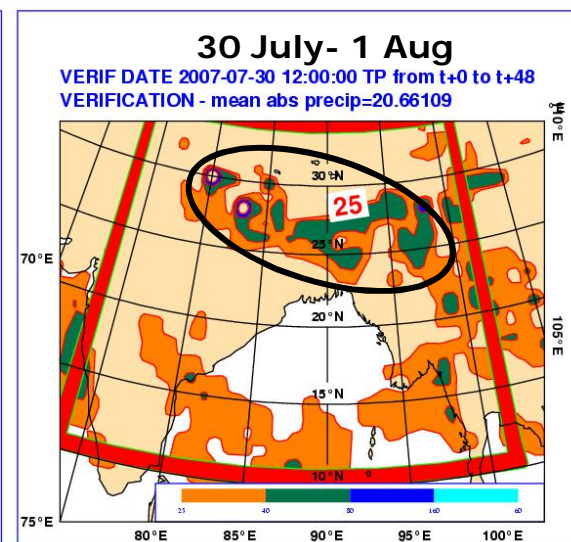 30 July- 1 Aug
VERIF DATE 2007-07-30 12:00:00 TP from t+0 to t+48
VERIFICATION - mean abs precip=20.66109
30°N
25
25°N
70°E
20°N
105°E
15°N
10°N
25 40 80 160 60
75°E
80°E 85°E 90°E 95°E 100°E